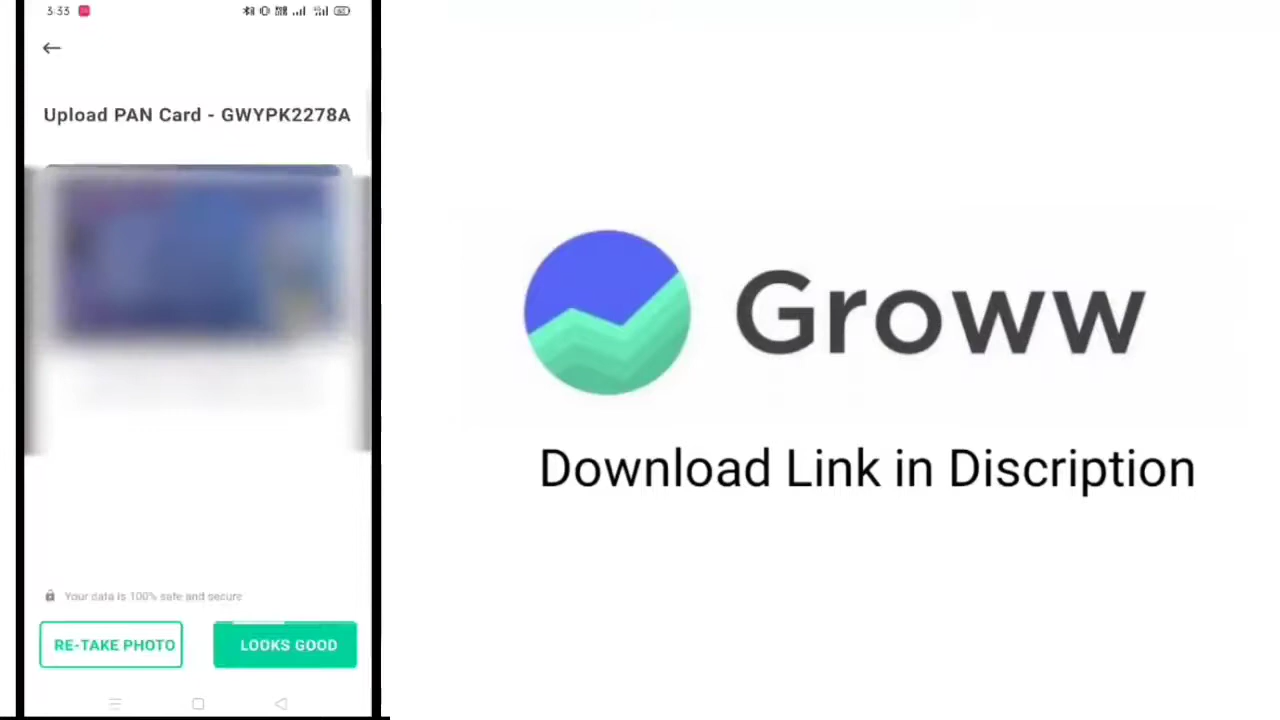 3:33
Upload PAN Card - GWYPK2278A
Your data is 100% safe and secure
RE-TAKE PHOTO
LOOKS GOOD
Groww
Download Link in Discription